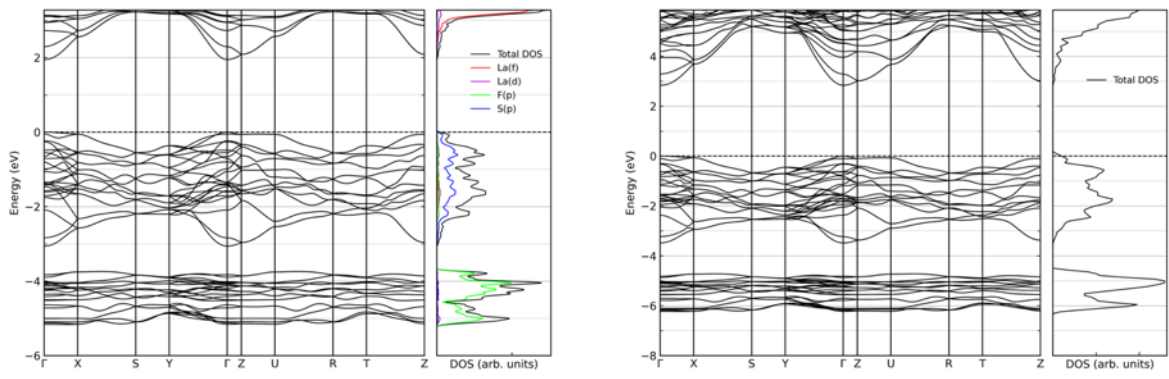 Energy (eV)
2
0
−2
−4
−6
Γ X S Y Γ Z U R T Z
Total DOS
La(f)
La(d)
F(p)
S(p)
DOS (arb. units)
Energy (eV)
4
2
0
−2
−4
−6
−8
Γ X S Y Γ Z U R T Z
Total DOS
DOS (arb. units)